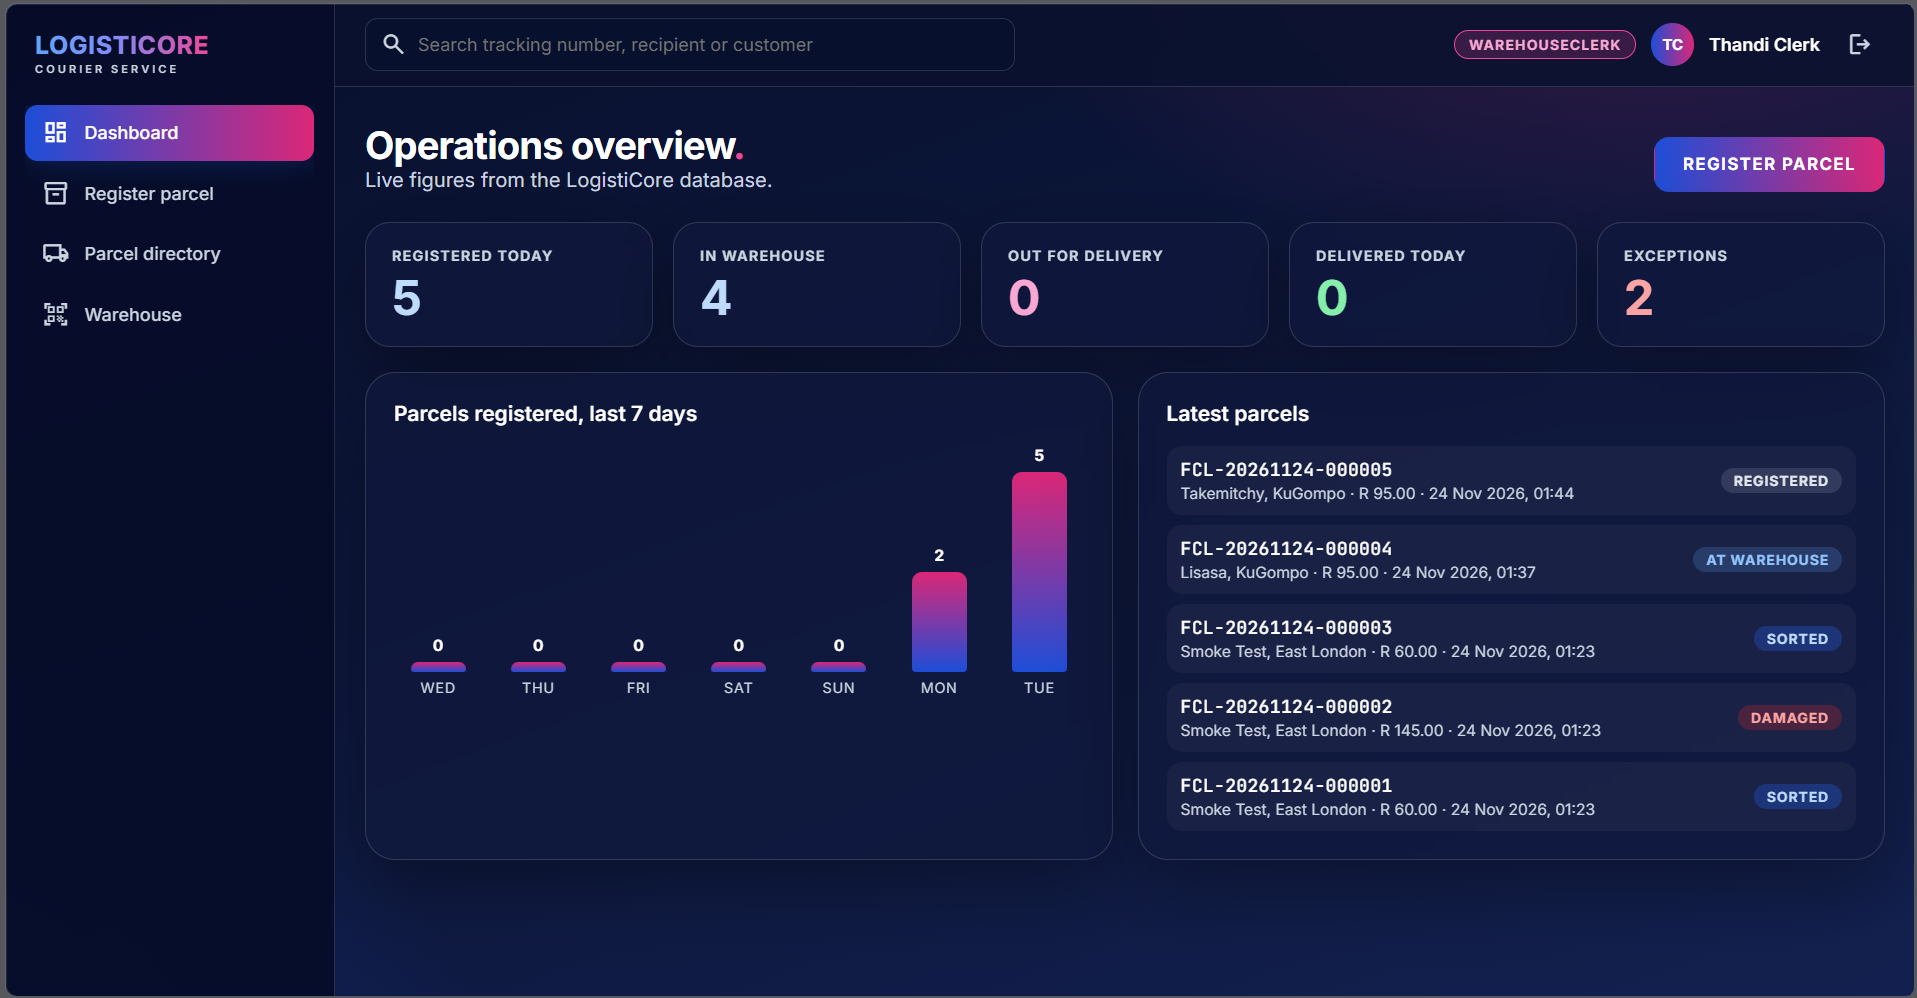 LOGISTICORE
COURIER SERVICE
Search tracking number, recipient or customer
WAREHOUSECLERK
TC
Thandi Clerk
Dashboard
Register parcel
Parcel directory
Warehouse
Operations overview.
Live figures from the LogistiCore database.
REGISTER PARCEL
REGISTERED TODAY
5
IN WAREHOUSE
4
OUT FOR DELIVERY
0
DELIVERED TODAY
0
EXCEPTIONS
2
Parcels registered, last 7 days
0
0
0
0
0
2
5
WED
THU
FRI
SAT
SUN
MON
TUE
Latest parcels
FCL-20261124-000005
Takemitchy, KuGompo · R 95.00 · 24 Nov 2026, 01:44
REGISTERED
FCL-20261124-000004
Lisasa, KuGompo · R 95.00 · 24 Nov 2026, 01:37
AT WAREHOUSE
FCL-20261124-000003
Smoke Test, East London · R 60.00 · 24 Nov 2026, 01:23
SORTED
FCL-20261124-000002
Smoke Test, East London · R 145.00 · 24 Nov 2026, 01:23
DAMAGED
FCL-20261124-000001
Smoke Test, East London · R 60.00 · 24 Nov 2026, 01:23
SORTED